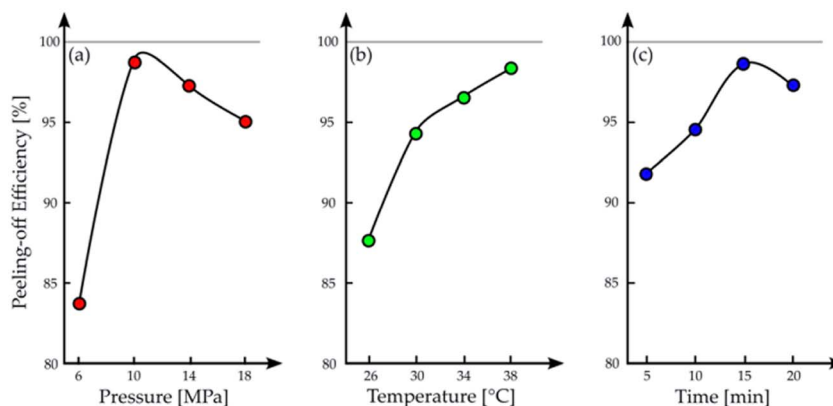 Peeling-off Efficiency [%]
(a)
100
95
90
85
80
6 10 14 18
Pressure [MPa]
(b)
100
95
90
85
80
26 30 34 38
Temperature [°C]
(c)
100
95
90
85
80
5 10 15 20
Time [min]